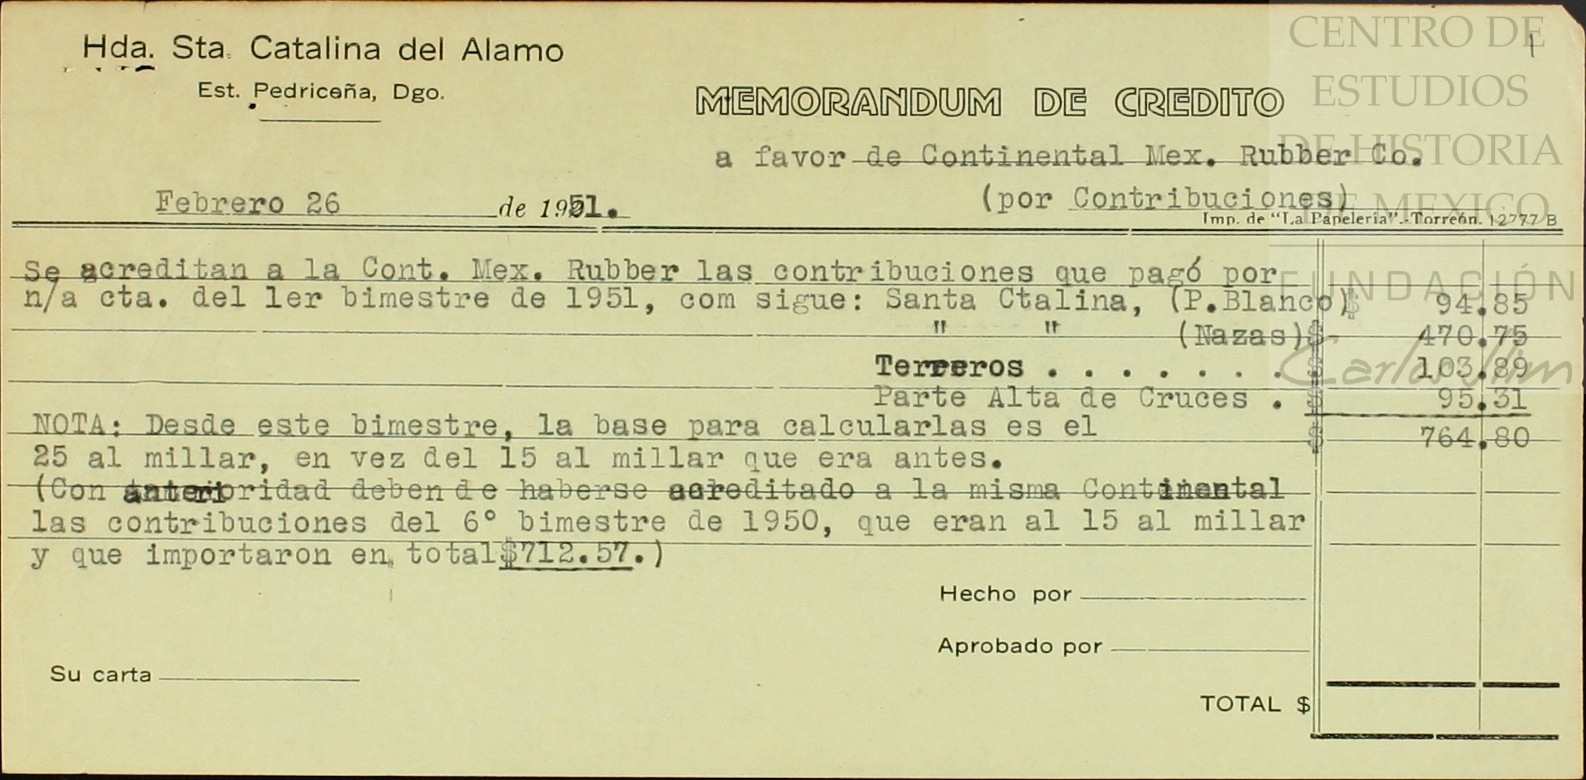 Hda. Sta. Catalina del Alamo
Est. Pedriceña, Dgo.
MEMORANDUM DE CREDITO
a favor de Continental Mex. Rubber Co.
(por Contribuciones)
Febrero 26 de 1951.
Imp. de "La Papelería".-Torreón. 12777 B
Se acreditan a la Cont. Mex. Rubber las contribuciones que pagó por
n/a cta. del 1er bimestre de 1951, com sigue: Santa Ctalina, (P.Blanco)$ 94.85
" " (Nazas)$ 470.75
Terreros . . . . . . . $ 103.89
Parte Alta de Cruces . $ 95.31
$ 764.80
NOTA: Desde este bimestre, la base para calcularlas es el
25 al millar, en vez del 15 al millar que era antes.
(Con anterioridad deben de haberse acreditado a la misma Continental
las contribuciones del 6° bimestre de 1950, que eran al 15 al millar
y que importaron en total $712.57.)
Hecho por
Aprobado por
Su carta
TOTAL $
CENTRO DE
ESTUDIOS
DE HISTORIA
DE MEXICO
FUNDACIÓN
Carlos Slim
1